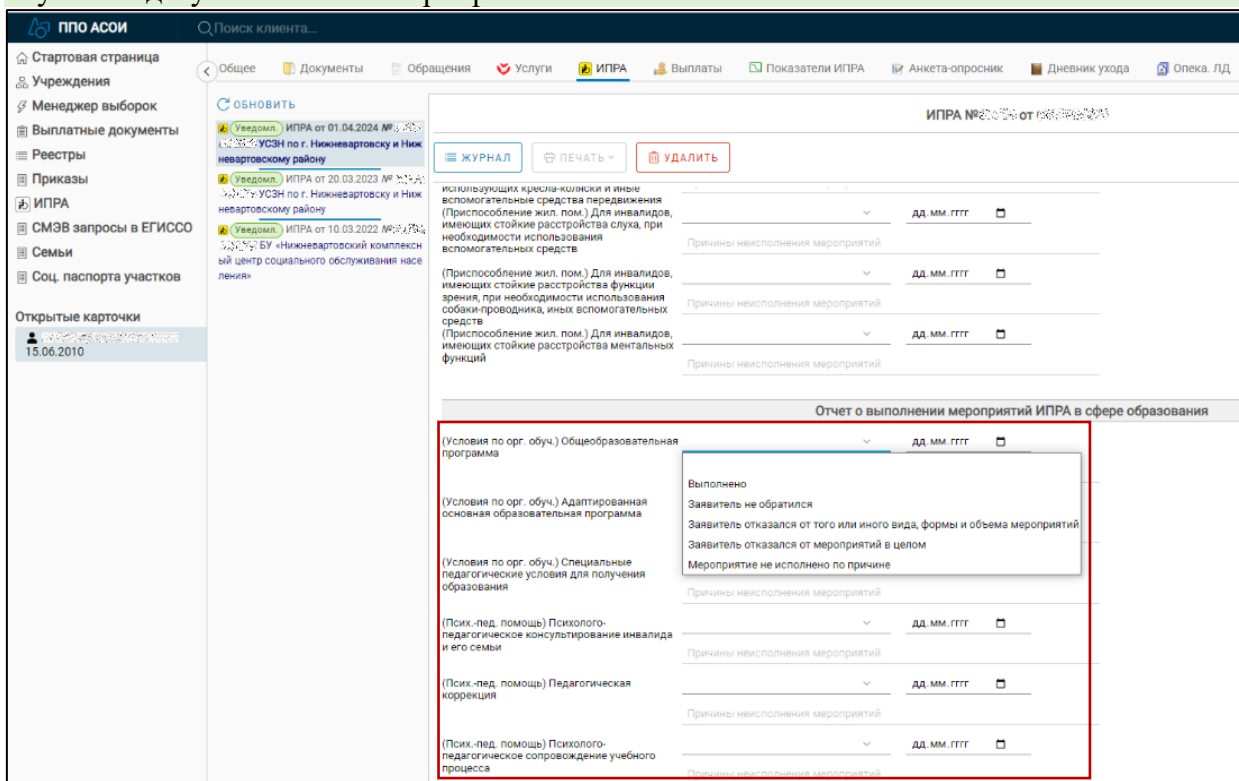 ППО АСОИ
Поиск клиента...
Стартовая страница
Учреждения
Менеджер выборок
Выплатные документы
Реестры
Приказы
ИПРА
СМЭВ запросы в ЕГИССО
Семьи
Соц. паспорта участков
Открытые карточки
15.06.2010
Общее Документы Обращения Услуги ИПРА Выплаты Показатели ИПРА Анкета-опросник Дневник ухода Опека. ЛД
ОБНОВИТЬ
Уведомл. ИПРА от 01.04.2024 №
УСЗН по г. Нижневартовску и Ниж
невартовскому району
Уведомл. ИПРА от 20.03.2023 №
УСЗН по г. Нижневартовску и Ниж
невартовскому району
Уведомл. ИПРА от 10.03.2022 №
БУ «Нижневартовский комплексн
ый центр социального обслуживания насе
ления»
ИПРА № от
ЖУРНАЛ ПЕЧАТЬ УДАЛИТЬ
использующих кресла-коляски и иные
вспомогательные средства передвижения
(Приспособление жил. пом.) Для инвалидов, дд.мм.гггг
имеющих стойкие расстройства слуха, при
необходимости использования
вспомогательных средств
Причины неисполнения мероприятий
(Приспособление жил. пом.) Для инвалидов, дд.мм.гггг
имеющих стойкие расстройства функции
зрения, при необходимости использования
собаки-проводника, иных вспомогательных
средств
Причины неисполнения мероприятий
(Приспособление жил. пом.) Для инвалидов, дд.мм.гггг
имеющих стойкие расстройства ментальных
функций
Причины неисполнения мероприятий
Отчет о выполнении мероприятий ИПРА в сфере образования
(Условия по орг. обуч.) Общеобразовательная дд.мм.гггг
программа
Выполнено
Заявитель не обратился
Заявитель отказался от того или иного вида, формы и объема мероприятий
Заявитель отказался от мероприятий в целом
Мероприятие не исполнено по причине
(Условия по орг. обуч.) Адаптированная
основная образовательная программа
(Условия по орг. обуч.) Специальные
педагогические условия для получения
образования
Причины неисполнения мероприятий
(Псих.-пед. помощь) Психолого- дд.мм.гггг
педагогическое консультирование инвалида
и его семьи
Причины неисполнения мероприятий
(Псих.-пед. помощь) Педагогическая дд.мм.гггг
коррекция
Причины неисполнения мероприятий
(Псих.-пед. помощь) Психолого- дд.мм.гггг
педагогическое сопровождение учебного
процесса
Причины неисполнения мероприятий